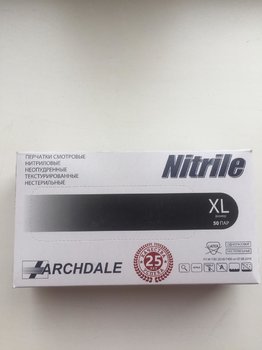 ПЕРЧАТКИ СМОТРОВЫЕ
НИТРИЛОВЫЕ
НЕОПУДРЕННЫЕ
ТЕКСТУРИРОВАННЫЕ
НЕСТЕРИЛЬНЫЕ
Nitrile
XL
50 ПАР
ARCHDALE
25